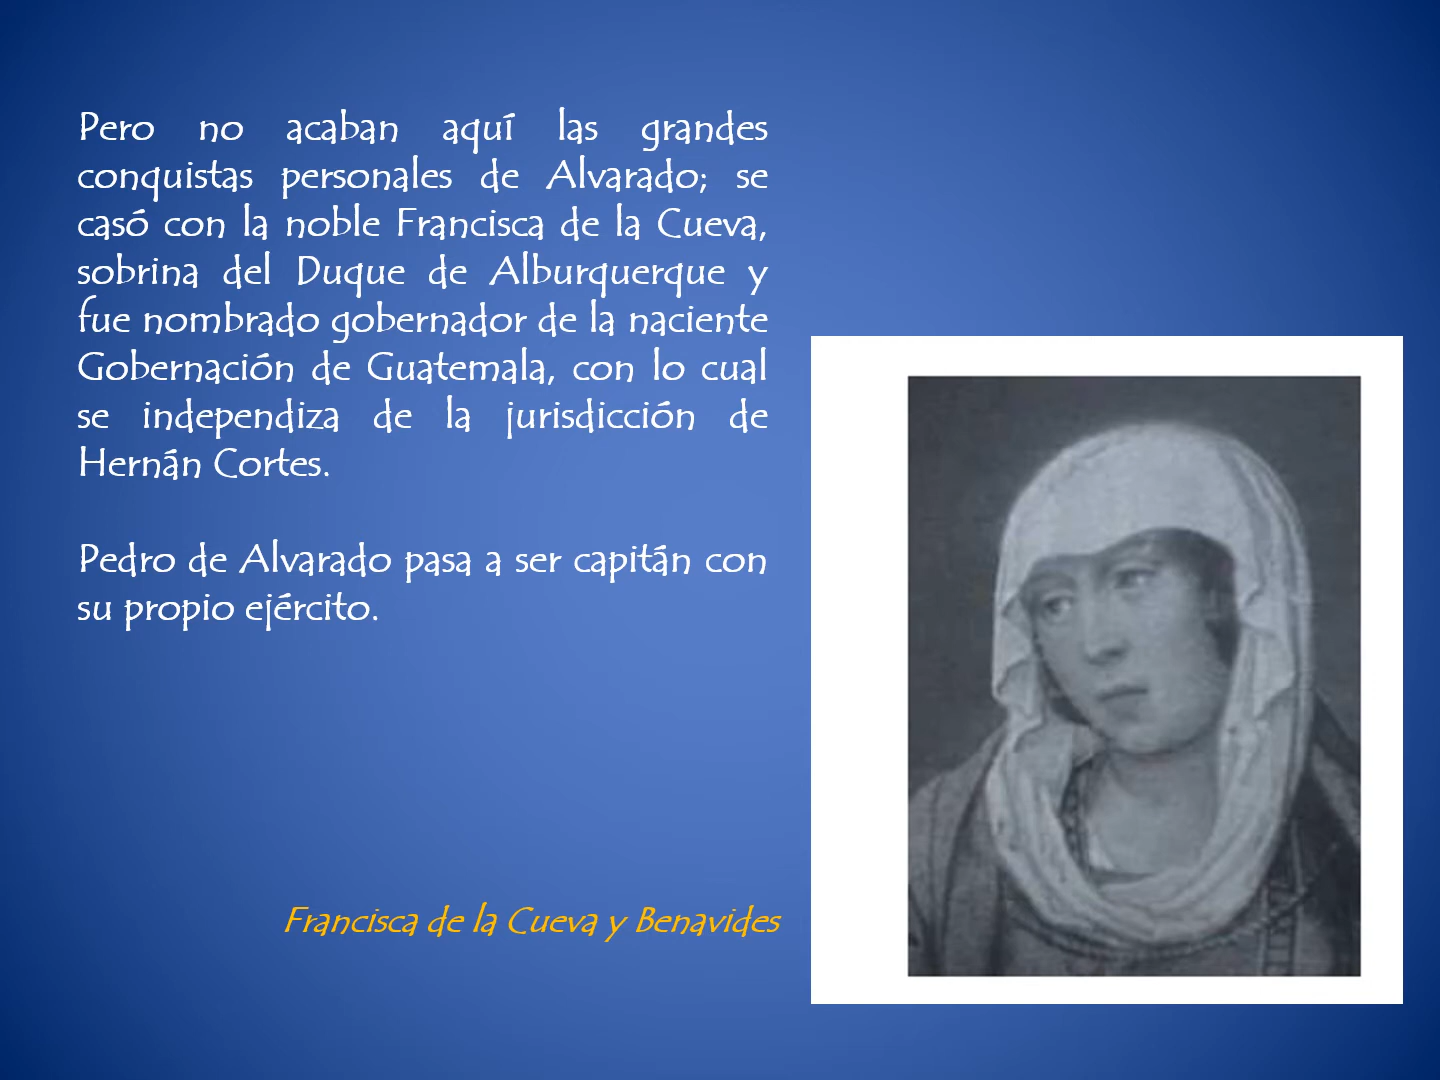 Pero no acaban aquí las grandes
conquistas personales de Alvarado; se
casó con la noble Francisca de la Cueva,
sobrina del Duque de Alburquerque y
fue nombrado gobernador de la naciente
Gobernación de Guatemala, con lo cual
se independiza de la jurisdicción de
Hernán Cortes.
Pedro de Alvarado pasa a ser capitán con
su propio ejército.
Francisca de la Cueva y Benavides